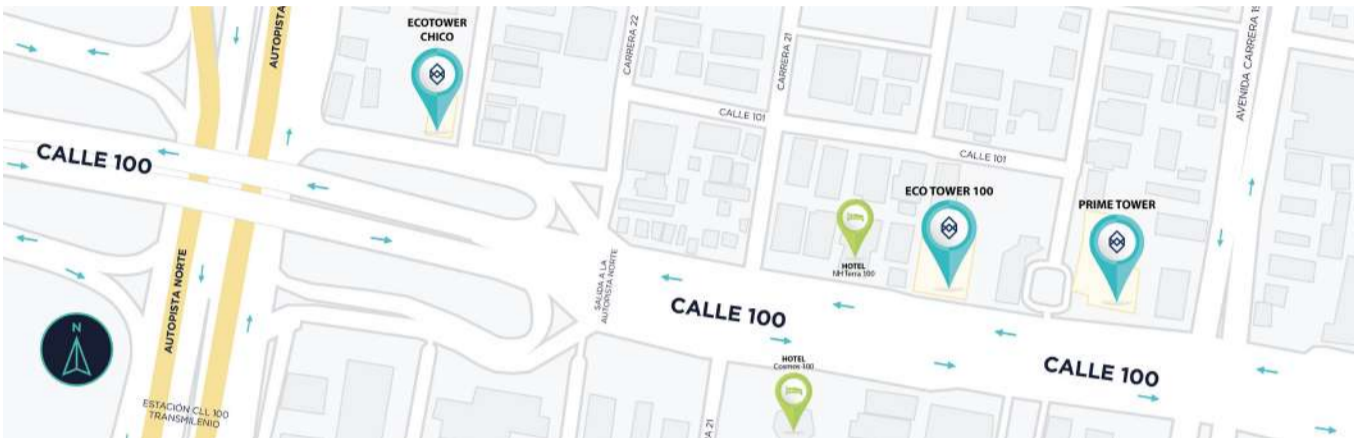 ECOTOWER
CHICO
AUTOPISTA
CARRERA 22
CARRERA 21
AVENIDA CARRERA 19
CALLE 101
CALLE 101
CALLE 100
ECO TOWER 100
PRIME TOWER
HOTEL
NH Terra 100
AUTOPISTA NORTE
SALIDA A LA
AUTOPISTA NORTE
CALLE 100
CALLE 100
N
HOTEL
Cosmos 100
ESTACIÓN CLL 100
TRANSMILENIO
A 21